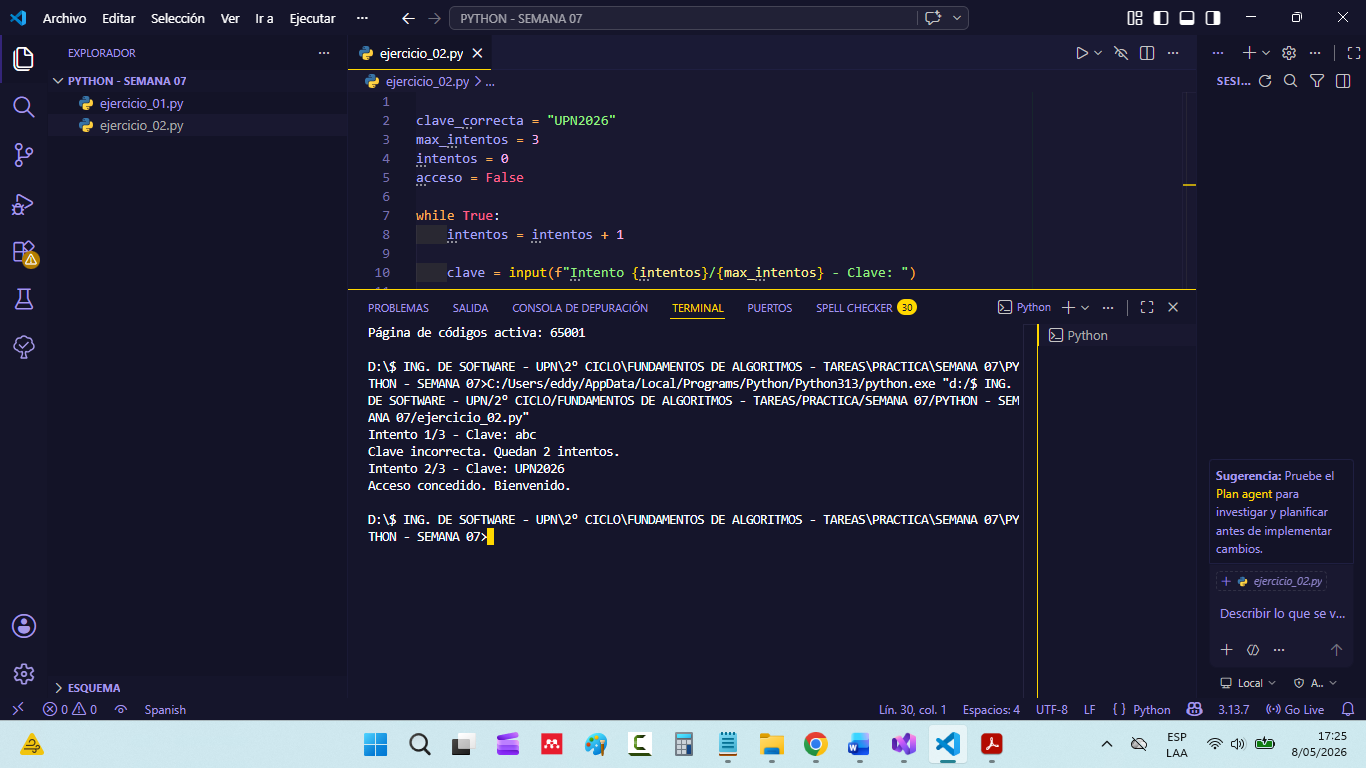 Archivo Editar Selección Ver Ir a Ejecutar ··· PYTHON - SEMANA 07
EXPLORADOR ···
PYTHON - SEMANA 07
ejercicio_01.py
ejercicio_02.py
ESQUEMA
ejercicio_02.py
ejercicio_02.py > ...
1
2 clave_correcta = "UPN2026"
3 max_intentos = 3
4 intentos = 0
5 acceso = False
6
7 while True:
8     intentos = intentos + 1
9
10     clave = input(f"Intento {intentos}/{max_intentos} - Clave: ")
PROBLEMAS SALIDA CONSOLA DE DEPURACIÓN TERMINAL PUERTOS SPELL CHECKER 30 Python
Página de códigos activa: 65001
D:\$ ING. DE SOFTWARE - UPN\2º CICLO\FUNDAMENTOS DE ALGORITMOS - TAREAS\PRACTICA\SEMANA 07\PY
THON - SEMANA 07>C:/Users/eddy/AppData/Local/Programs/Python/Python313/python.exe "d:/$ ING.
DE SOFTWARE - UPN/2º CICLO/FUNDAMENTOS DE ALGORITMOS - TAREAS/PRACTICA/SEMANA 07/PYTHON - SEM
ANA 07/ejercicio_02.py"
Intento 1/3 - Clave: abc
Clave incorrecta. Quedan 2 intentos.
Intento 2/3 - Clave: UPN2026
Acceso concedido. Bienvenido.
D:\$ ING. DE SOFTWARE - UPN\2º CICLO\FUNDAMENTOS DE ALGORITMOS - TAREAS\PRACTICA\SEMANA 07\PY
THON - SEMANA 07>
Python
SESI...
Sugerencia: Pruebe el
Plan agent para
investigar y planificar
antes de implementar
cambios.
ejercicio_02.py
Describir lo que se v...
Local A..
0 0 Spanish Lín. 30, col. 1 Espacios: 4 UTF-8 LF { } Python 3.13.7 Go Live
ESP
LAA
17:25
8/05/2026